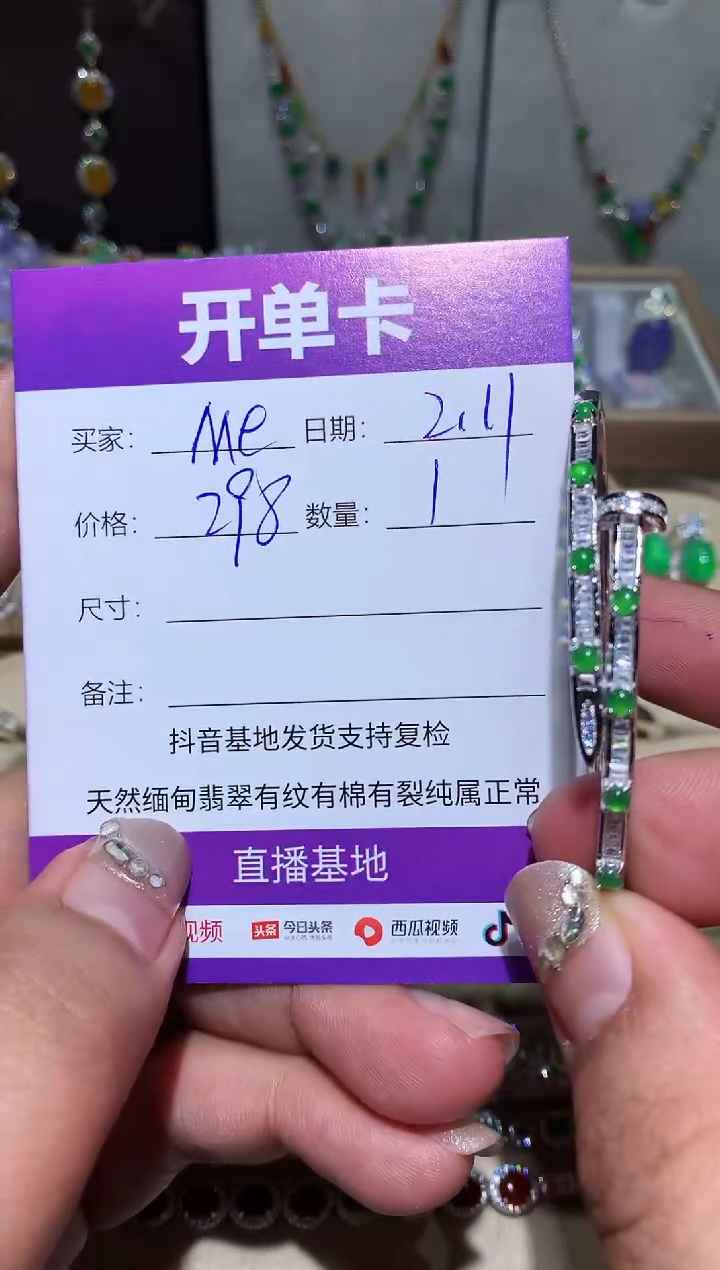 开单卡
买家： Me 日期： 2.11
价格： 298 数量： 1
尺寸：
备注：
抖音基地发货支持复检
天然缅甸翡翠有纹有棉有裂纯属正常
直播基地
视频 头条 今日头条 西瓜视频